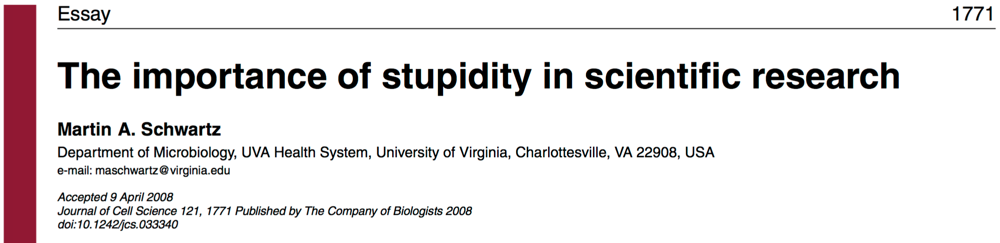 Essay 1771
The importance of stupidity in scientific research
Martin A. Schwartz
Department of Microbiology, UVA Health System, University of Virginia, Charlottesville, VA 22908, USA
e-mail: maschwartz@virginia.edu
Accepted 9 April 2008
Journal of Cell Science 121, 1771 Published by The Company of Biologists 2008
doi:10.1242/jcs.033340